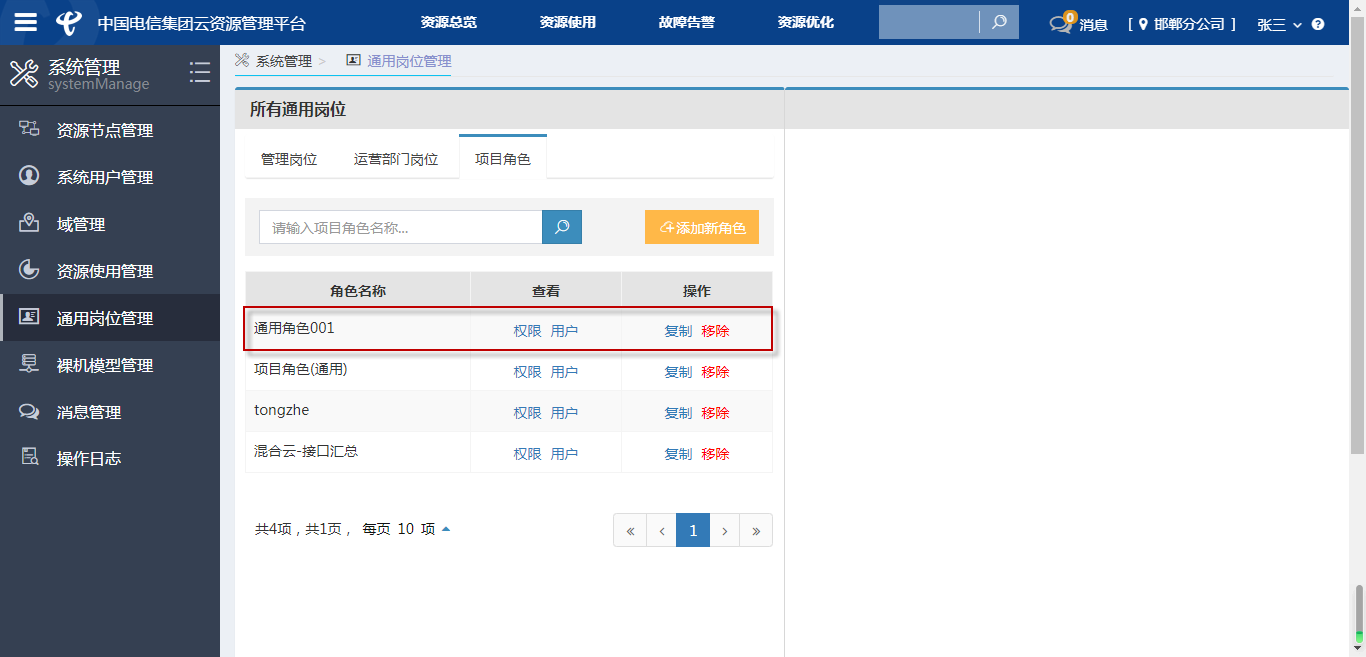 中国电信集团云资源管理平台 资源总览 资源使用 故障告警 资源优化 0 消息 [ 邯郸分公司 ] 张三
系统管理
systemManage
资源节点管理
系统用户管理
域管理
资源使用管理
通用岗位管理
裸机模型管理
消息管理
操作日志
系统管理 > 通用岗位管理
所有通用岗位
管理岗位 运营部门岗位 项目角色
请输入项目角色名称... 添加新角色
角色名称 查看 操作
通用角色001 权限 用户 复制 移除
项目角色(通用) 权限 用户 复制 移除
tongzhe 权限 用户 复制 移除
混合云-接口汇总 权限 用户 复制 移除
共4项，共1页， 每页 10 项 « ‹ 1 › »